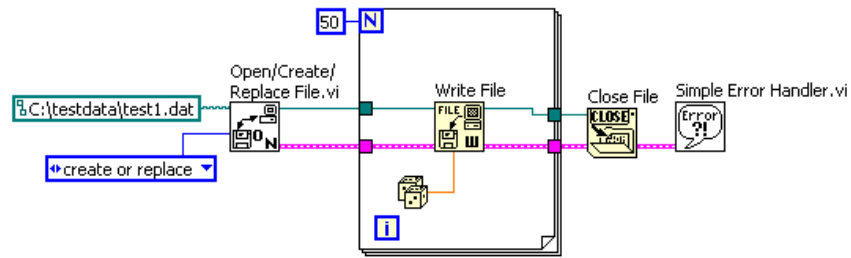 50
N
Open/Create/
Replace File.vi
Write File
Close File
Simple Error Handler.vi
C:\testdata\test1.dat
O
N
FILE
W
CLOSE
Error
?!
create or replace
i